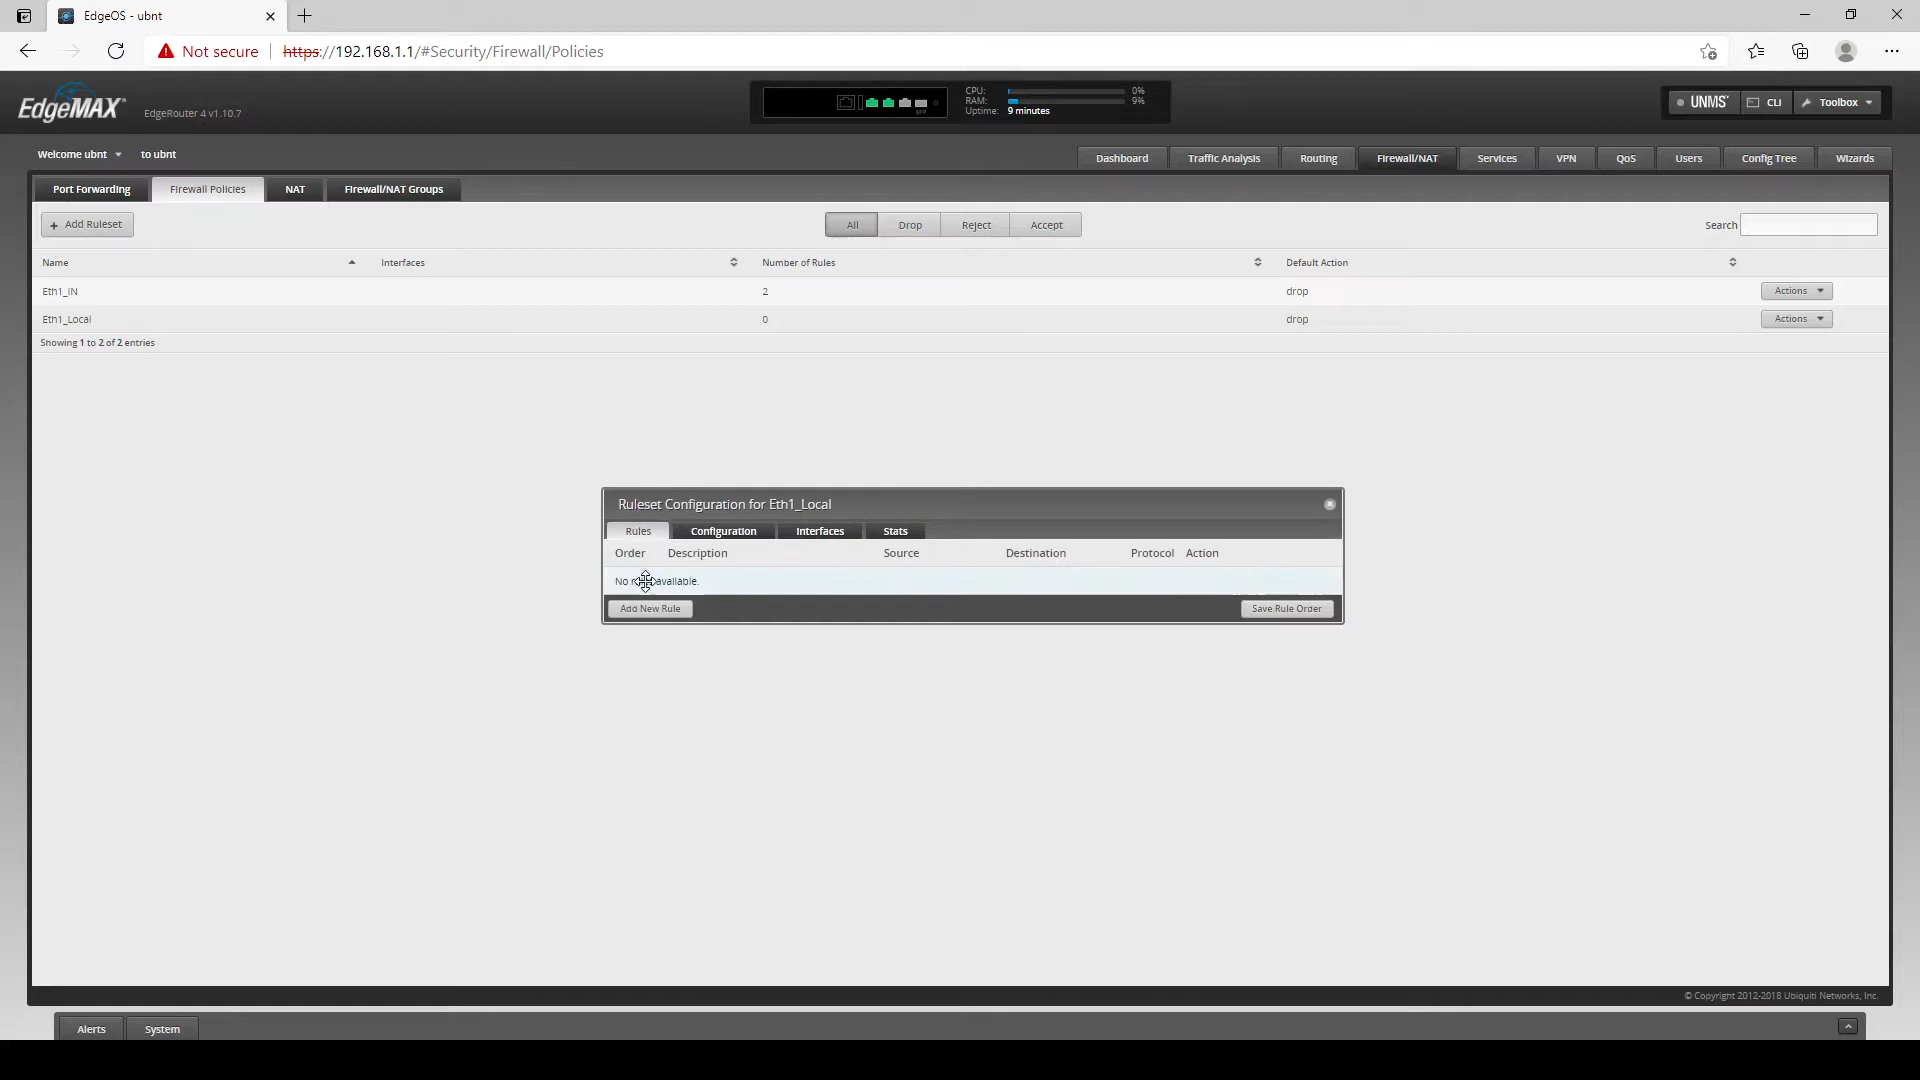 EdgeOS - ubnt
Not secure https://192.168.1.1/#Security/Firewall/Policies
EdgeMAX EdgeRouter 4 v1.10.7
CPU: 0%
RAM: 9%
Uptime: 9 minutes
UNMS CLI Toolbox
Welcome ubnt to ubnt
Dashboard Traffic Analysis Routing Firewall/NAT Services VPN QoS Users Config Tree Wizards
Port Forwarding Firewall Policies NAT Firewall/NAT Groups
+ Add Ruleset All Drop Reject Accept Search
Name Interfaces Number of Rules Default Action
Eth1_IN 2 drop Actions
Eth1_Local 0 drop Actions
Showing 1 to 2 of 2 entries
Ruleset Configuration for Eth1_Local
Rules Configuration Interfaces Stats
Order Description Source Destination Protocol Action
No available.
Add New Rule Save Rule Order
© Copyright 2012-2018 Ubiquiti Networks, Inc.
Alerts System